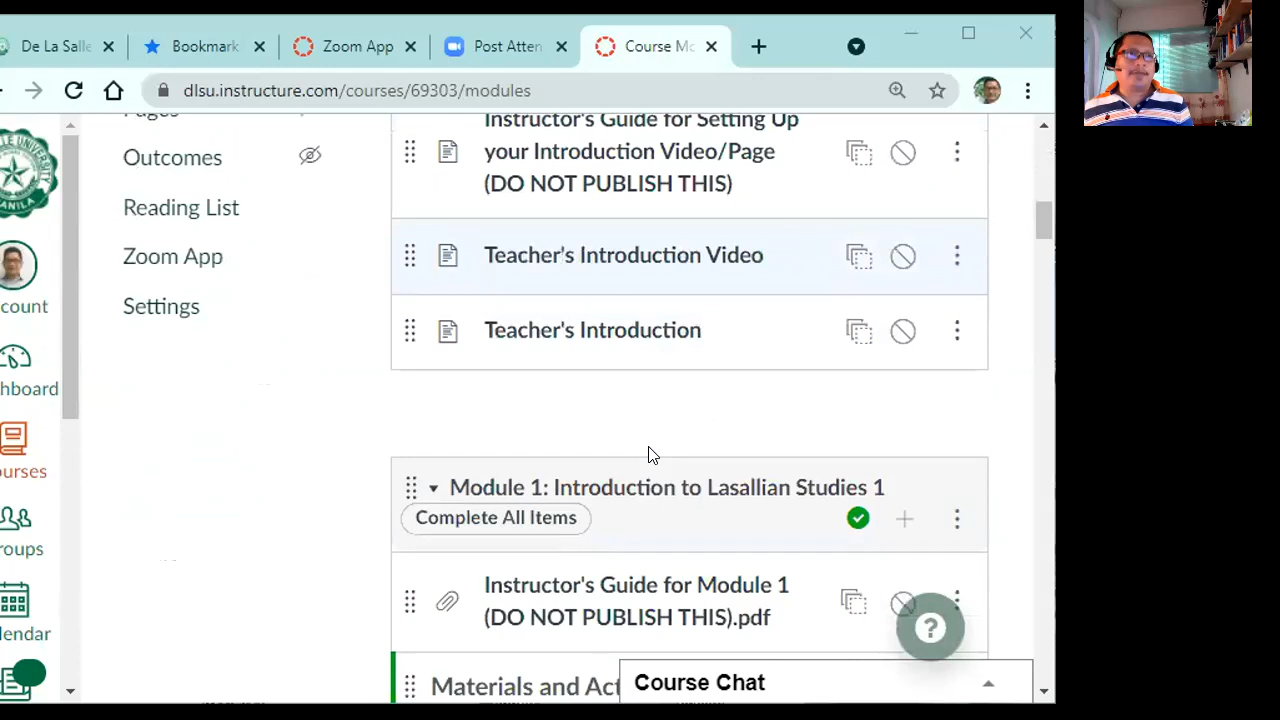 De La Salle
Bookmark
Zoom App
Post Atten
Course Mo
dlsu.instructure.com/courses/69303/modules
Pages
Outcomes
Reading List
Zoom App
Settings
count
hboard
ourses
roups
lendar
Instructor's Guide for Setting Up
your Introduction Video/Page
(DO NOT PUBLISH THIS)
Teacher's Introduction Video
Teacher's Introduction
Module 1: Introduction to Lasallian Studies 1
Complete All Items
Instructor's Guide for Module 1
(DO NOT PUBLISH THIS).pdf
Materials and Act
?
Course Chat